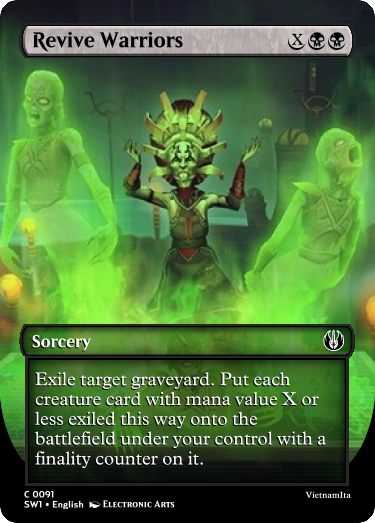 Revive Warriors X
Sorcery
Exile target graveyard. Put each
creature card with mana value X or
less exiled this way onto the
battlefield under your control with a
finality counter on it.
C 0091
SW1 • English Electronic Arts
VietnamIta